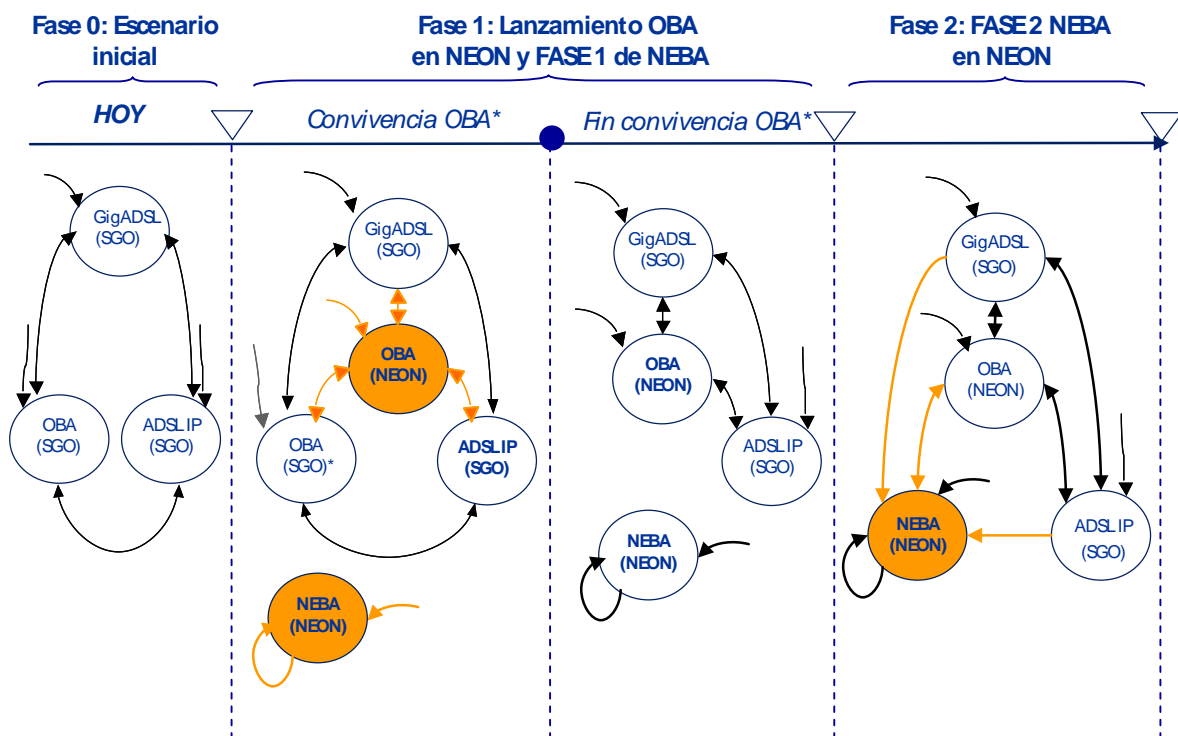 Fase 0: Escenario
inicial
Fase 1: Lanzamiento OBA
en NEON y FASE 1 de NEBA
Fase 2: FASE 2 NEBA
en NEON
HOY
Convivencia OBA*
Fin convivencia OBA*
GigADSL
(SGO)
OBA
(SGO)
ADSL IP
(SGO)
GigADSL
(SGO)
OBA
(NEON)
OBA
(SGO)*
ADSL IP
(SGO)
NEBA
(NEON)
GigADSL
(SGO)
OBA
(NEON)
ADSL IP
(SGO)
NEBA
(NEON)
GigADSL
(SGO)
OBA
(NEON)
NEBA
(NEON)
ADSL IP
(SGO)